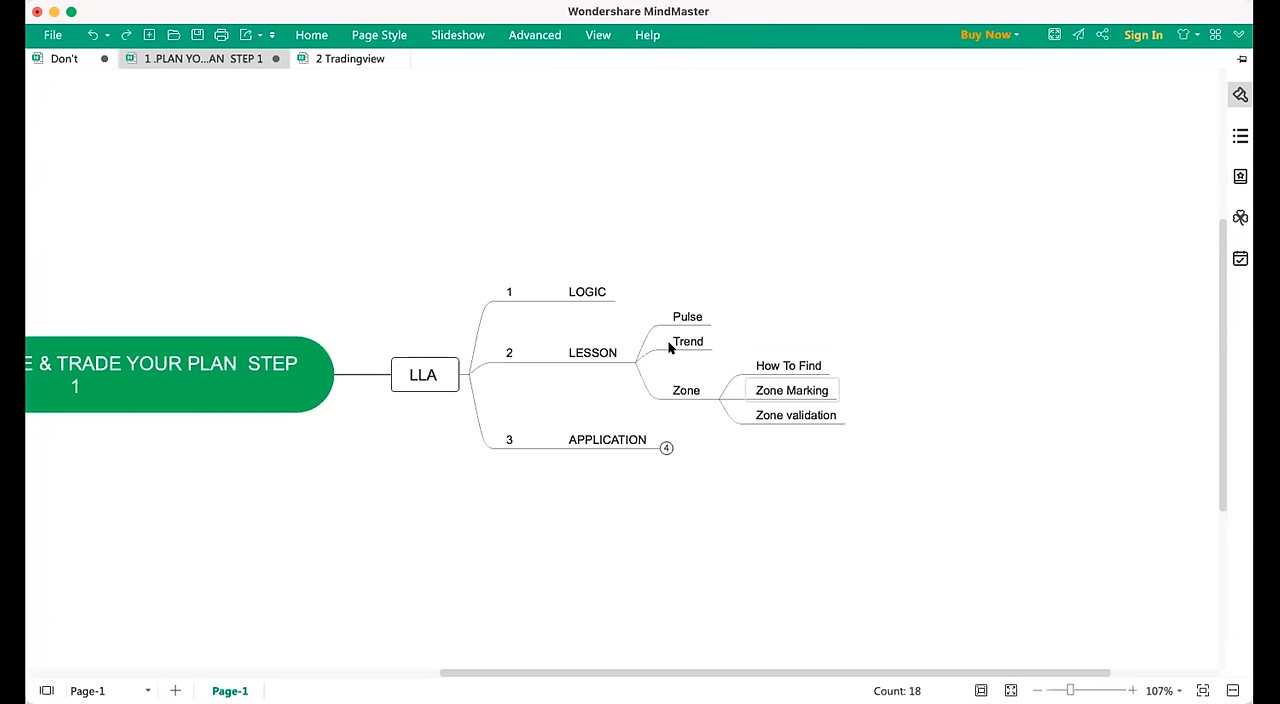 Wondershare MindMaster
File Home Page Style Slideshow Advanced View Help Buy Now Sign In
Don't 1 .PLAN YO...AN STEP 1 2 Tradingview
1 LOGIC
Pulse
Trend
2 LESSON
How To Find
E & TRADE YOUR PLAN STEP
1
LLA
Zone
Zone Marking
Zone validation
3 APPLICATION 4
Page-1 Page-1 Count: 18 107%